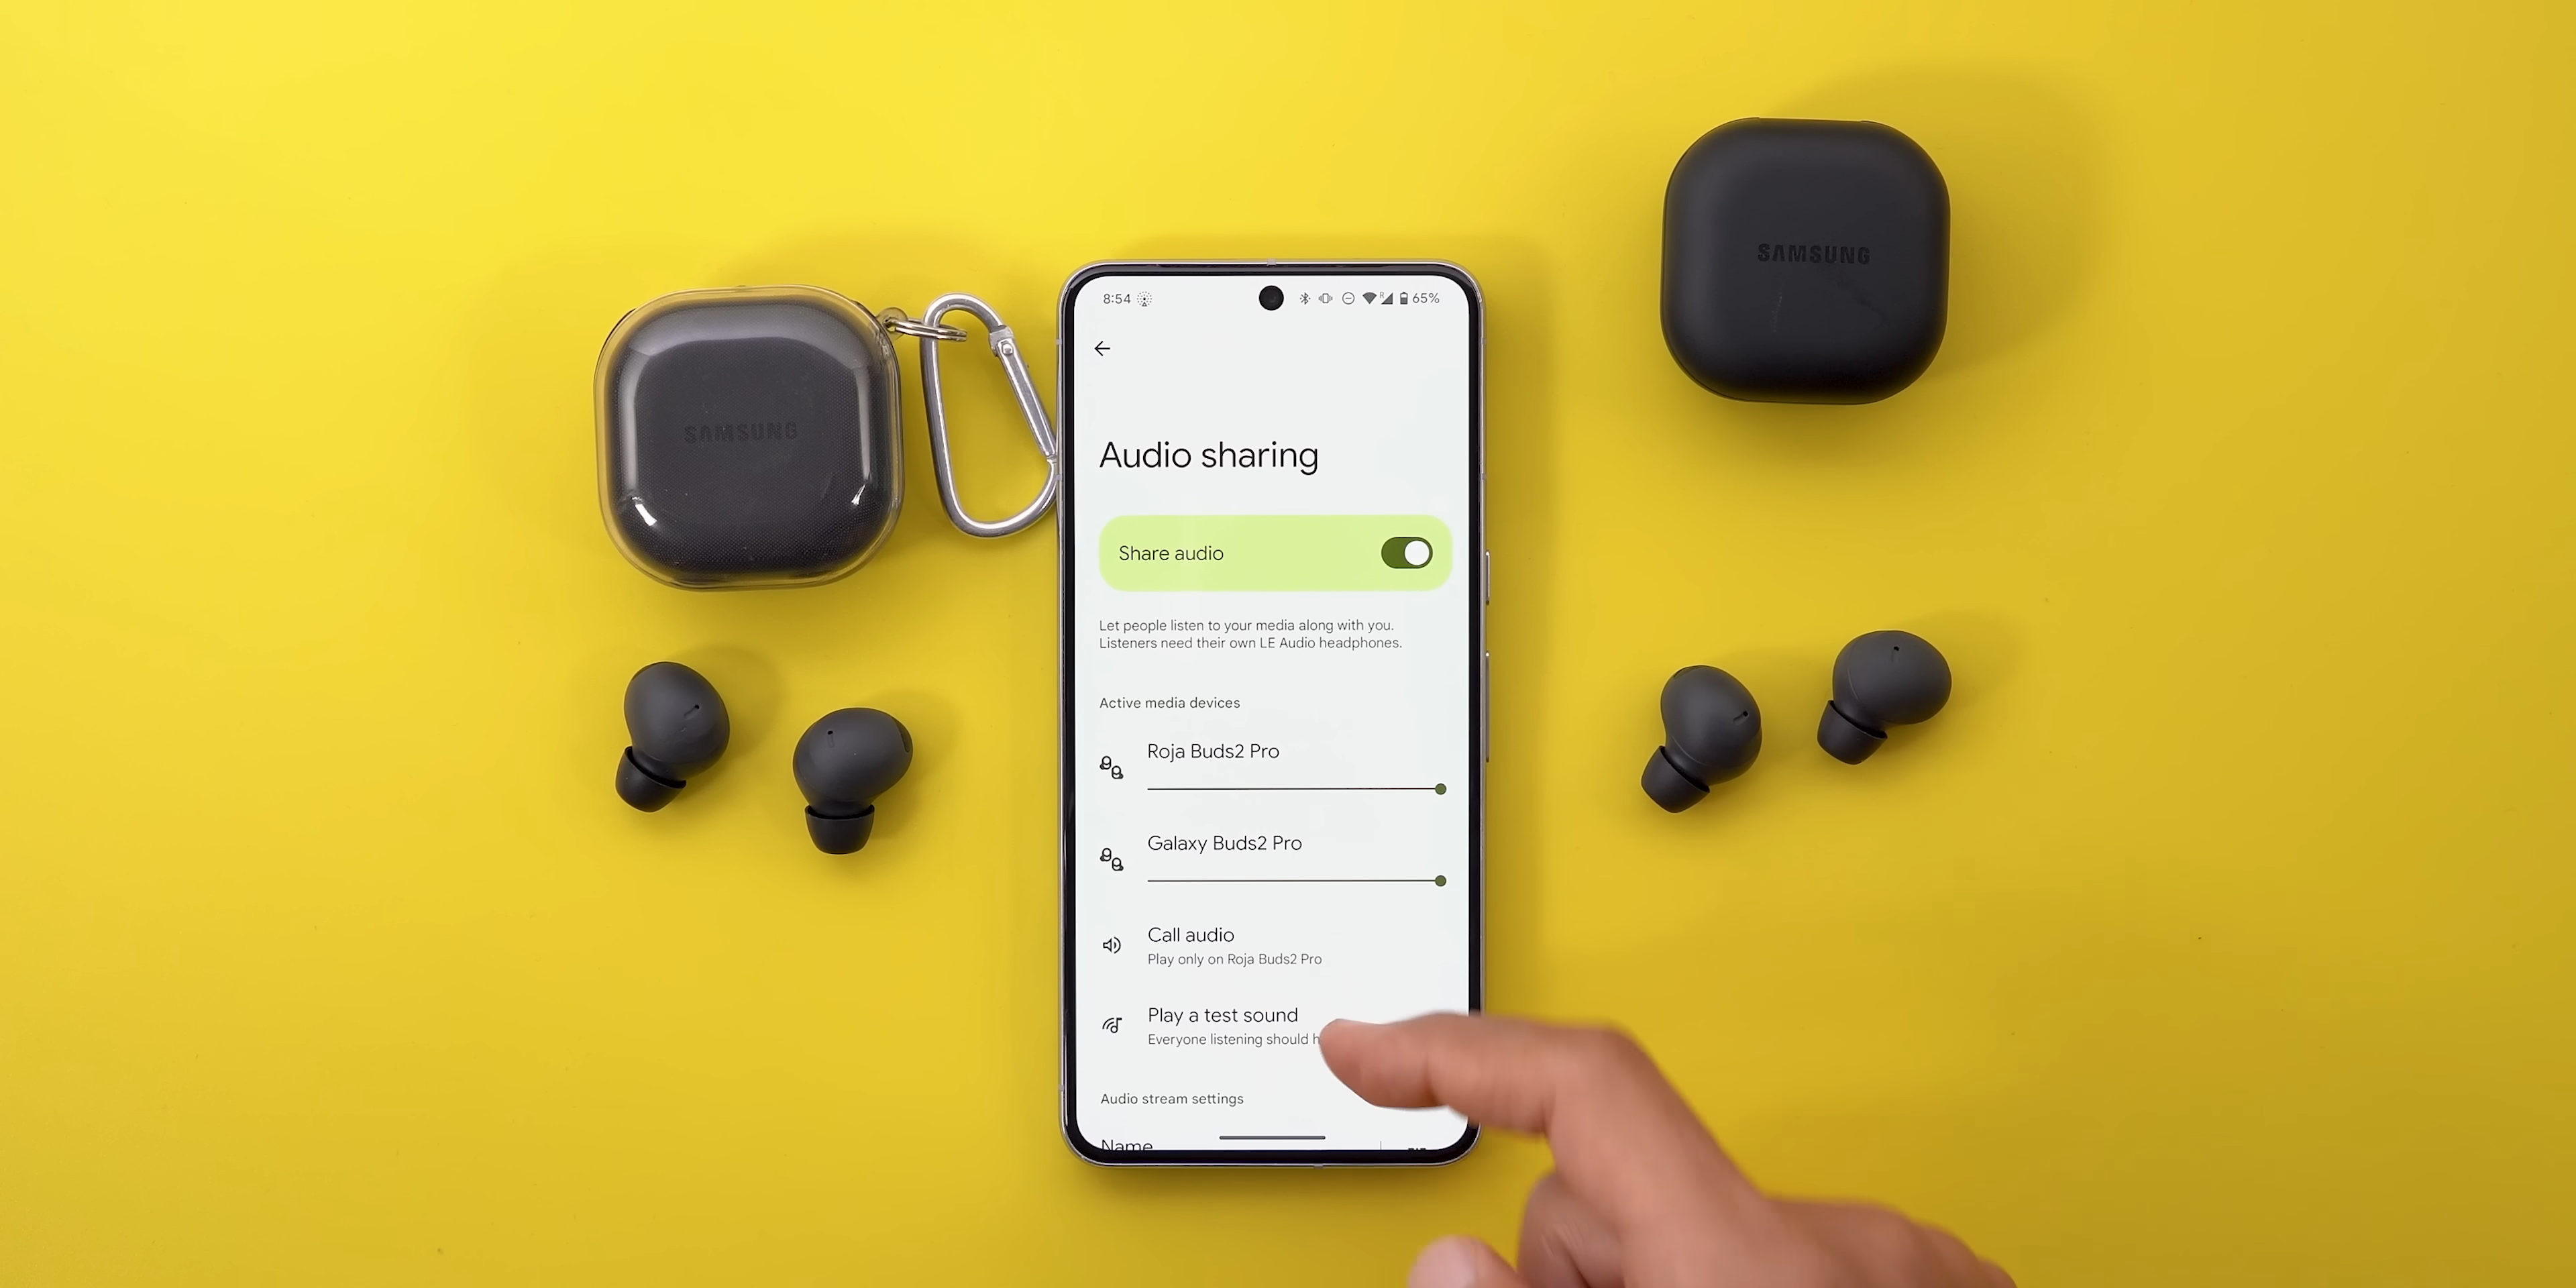 SAMSUNG
SAMSUNG
8:54
65%
Audio sharing
Share audio
Let people listen to your media along with you.
Listeners need their own LE Audio headphones.
Active media devices
Roja Buds2 Pro
Galaxy Buds2 Pro
Call audio
Play only on Roja Buds2 Pro
Play a test sound
Everyone listening should
Audio stream settings
Name